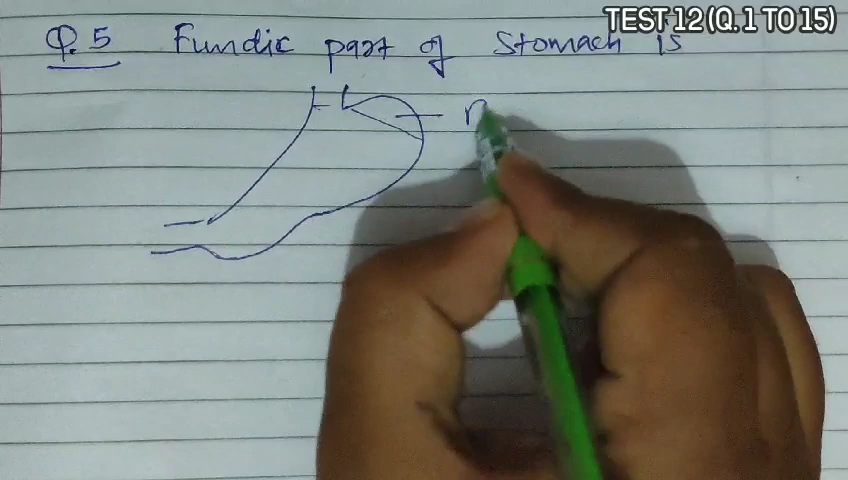 TEST 12 (Q. 1 TO 15)
Q. 5 Fundic part of Stomach is